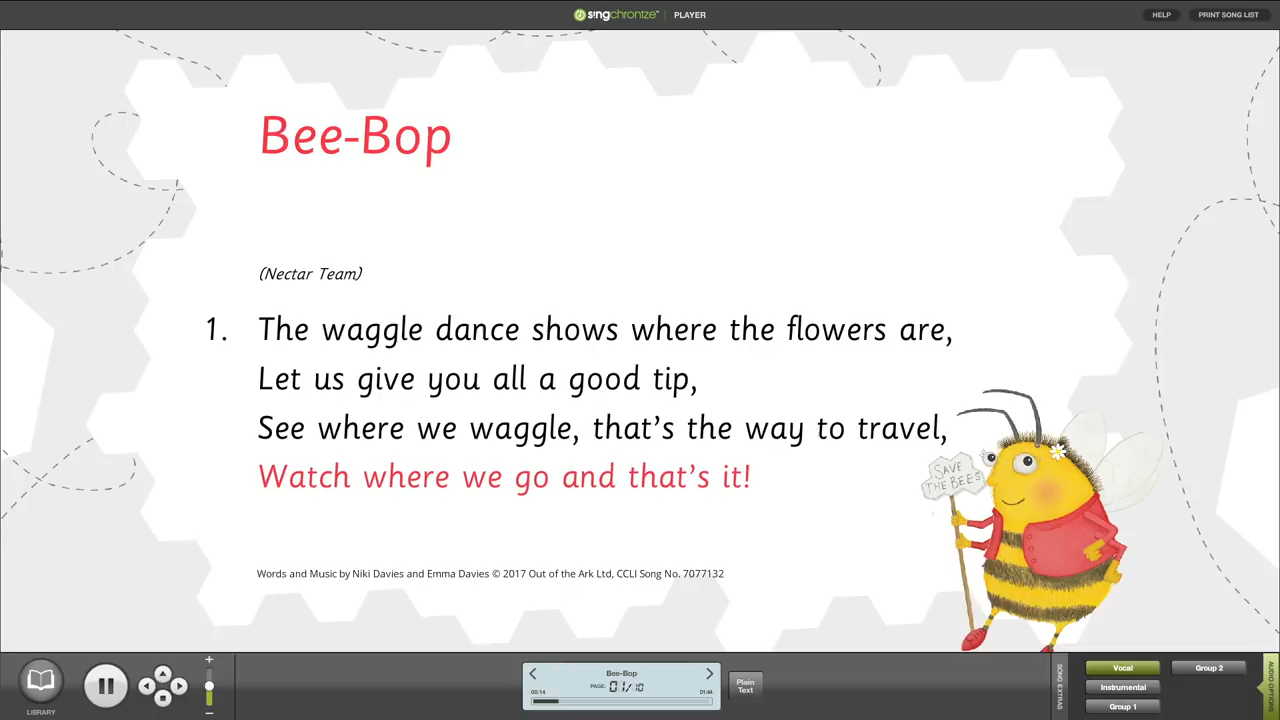 singchronize™ | PLAYER
HELP
PRINT SONG LIST
Bee-Bop
(Nectar Team)
1. The waggle dance shows where the flowers are,
Let us give you all a good tip,
See where we waggle, that's the way to travel,
Watch where we go and that's it!
SAVE
THE BEES
Words and Music by Niki Davies and Emma Davies © 2017 Out of the Ark Ltd, CCLI Song No. 7077132
LIBRARY
+
–
Bee-Bop
PAGE: 01/10
00:14
01:44
Plain
Text
SONG EXTRAS
Vocal
Group 2
Instrumental
Group 1
AUDIO OPTIONS